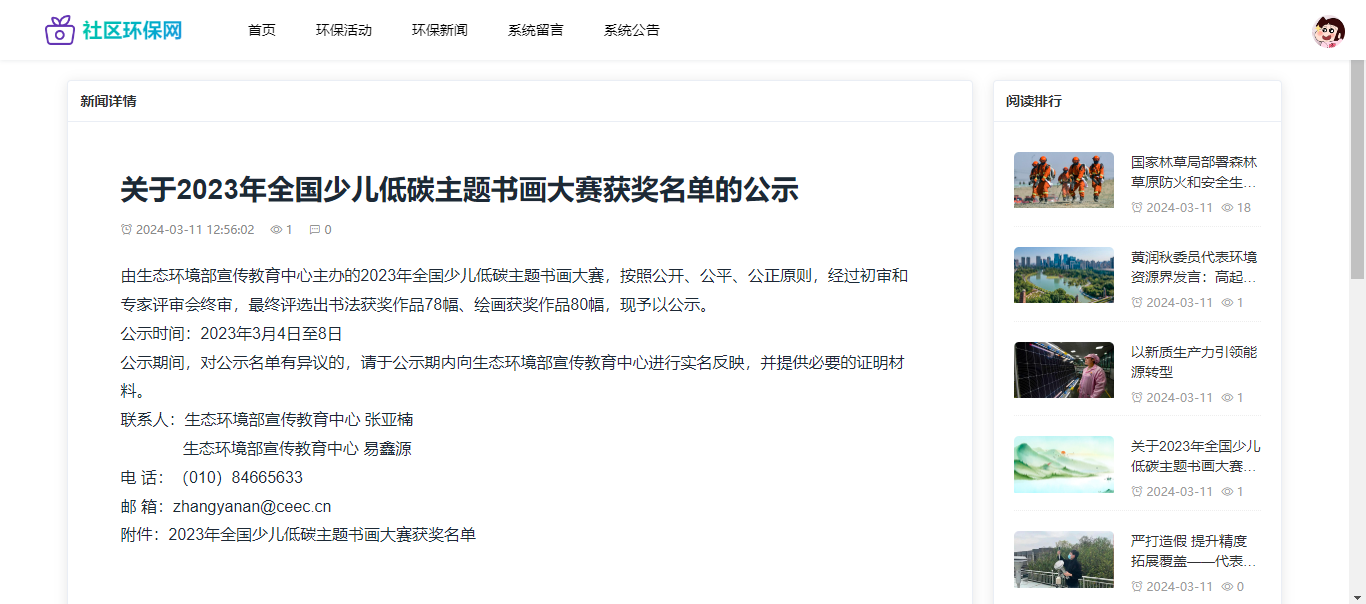 社区环保网
首页
环保活动
环保新闻
系统留言
系统公告
新闻详情
关于2023年全国少儿低碳主题书画大赛获奖名单的公示
2024-03-11 12:56:02 1 0
由生态环境部宣传教育中心主办的2023年全国少儿低碳主题书画大赛，按照公开、公平、公正原则，经过初审和
专家评审会终审，最终评选出书法获奖作品78幅、绘画获奖作品80幅，现予以公示。
公示时间：2023年3月4日至8日
公示期间，对公示名单有异议的，请于公示期内向生态环境部宣传教育中心进行实名反映，并提供必要的证明材
料。
联系人：生态环境部宣传教育中心 张亚楠
生态环境部宣传教育中心 易鑫源
电 话：（010）84665633
邮 箱：zhangyanan@ceec.cn
附件：2023年全国少儿低碳主题书画大赛获奖名单
阅读排行
国家林草局部署森林
草原防火和安全生…
2024-03-11 18
黄润秋委员代表环境
资源界发言：高起…
2024-03-11 1
以新质生产力引领能
源转型
2024-03-11 1
关于2023年全国少儿
低碳主题书画大赛…
2024-03-11 1
严打造假 提升精度
拓展覆盖——代表…
2024-03-11 0